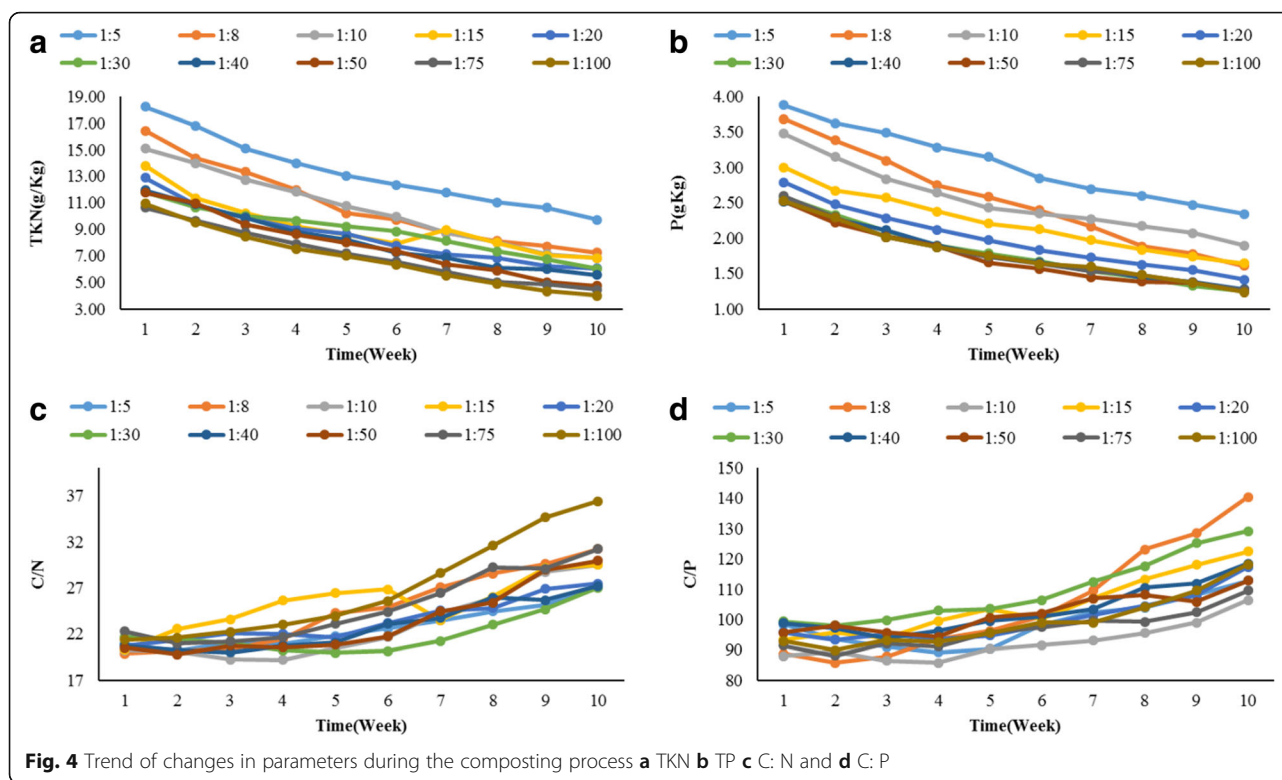 a
1:5 1:8 1:10 1:15 1:20
1:30 1:40 1:50 1:75 1:100
TKN(g/Kg)
19.00
17.00
15.00
13.00
11.00
9.00
7.00
5.00
3.00
1 2 3 4 5 6 7 8 9 10
Time(Week)
b
1:5 1:8 1:10 1:15 1:20
1:30 1:40 1:50 1:75 1:100
P(gKg)
4.00
3.50
3.00
2.50
2.00
1.50
1.00
1 2 3 4 5 6 7 8 9 10
Time(Week)
c
1:5 1:8 1:10 1:15 1:20
1:30 1:40 1:50 1:75 1:100
C/N
37
32
27
22
17
1 2 3 4 5 6 7 8 9 10
Time(Week)
d
1:5 1:8 1:10 1:15 1:20
1:30 1:40 1:50 1:75 1:100
C/P
150
140
130
120
110
100
90
80
1 2 3 4 5 6 7 8 9 10
Time(Week)
Fig. 4 Trend of changes in parameters during the composting process a TKN b TP c C: N and d C: P